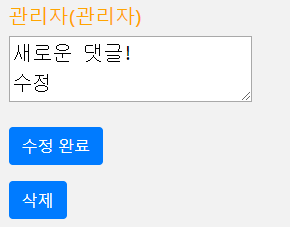 관리자(관리자)
새로운 댓글!
수정
수정 완료
삭제